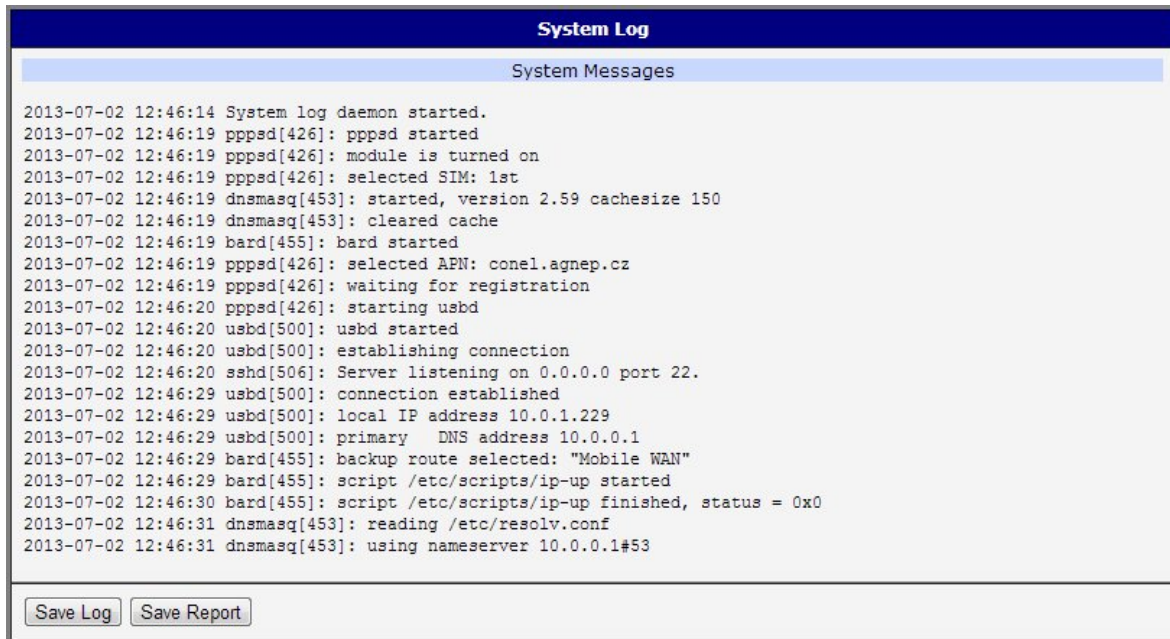 System Log
System Messages
2013-07-02 12:46:14 System log daemon started.
2013-07-02 12:46:19 pppsd[426]: pppsd started
2013-07-02 12:46:19 pppsd[426]: module is turned on
2013-07-02 12:46:19 pppsd[426]: selected SIM: 1st
2013-07-02 12:46:19 dnsmasq[453]: started, version 2.59 cachesize 150
2013-07-02 12:46:19 dnsmasq[453]: cleared cache
2013-07-02 12:46:19 bard[455]: bard started
2013-07-02 12:46:19 pppsd[426]: selected APN: conel.agnep.cz
2013-07-02 12:46:19 pppsd[426]: waiting for registration
2013-07-02 12:46:20 pppsd[426]: starting usbd
2013-07-02 12:46:20 usbd[500]: usbd started
2013-07-02 12:46:20 usbd[500]: establishing connection
2013-07-02 12:46:20 sshd[506]: Server listening on 0.0.0.0 port 22.
2013-07-02 12:46:29 usbd[500]: connection established
2013-07-02 12:46:29 usbd[500]: local IP address 10.0.1.229
2013-07-02 12:46:29 usbd[500]: primary   DNS address 10.0.0.1
2013-07-02 12:46:29 bard[455]: backup route selected: "Mobile WAN"
2013-07-02 12:46:29 bard[455]: script /etc/scripts/ip-up started
2013-07-02 12:46:30 bard[455]: script /etc/scripts/ip-up finished, status = 0x0
2013-07-02 12:46:31 dnsmasq[453]: reading /etc/resolv.conf
2013-07-02 12:46:31 dnsmasq[453]: using nameserver 10.0.0.1#53
Save Log Save Report